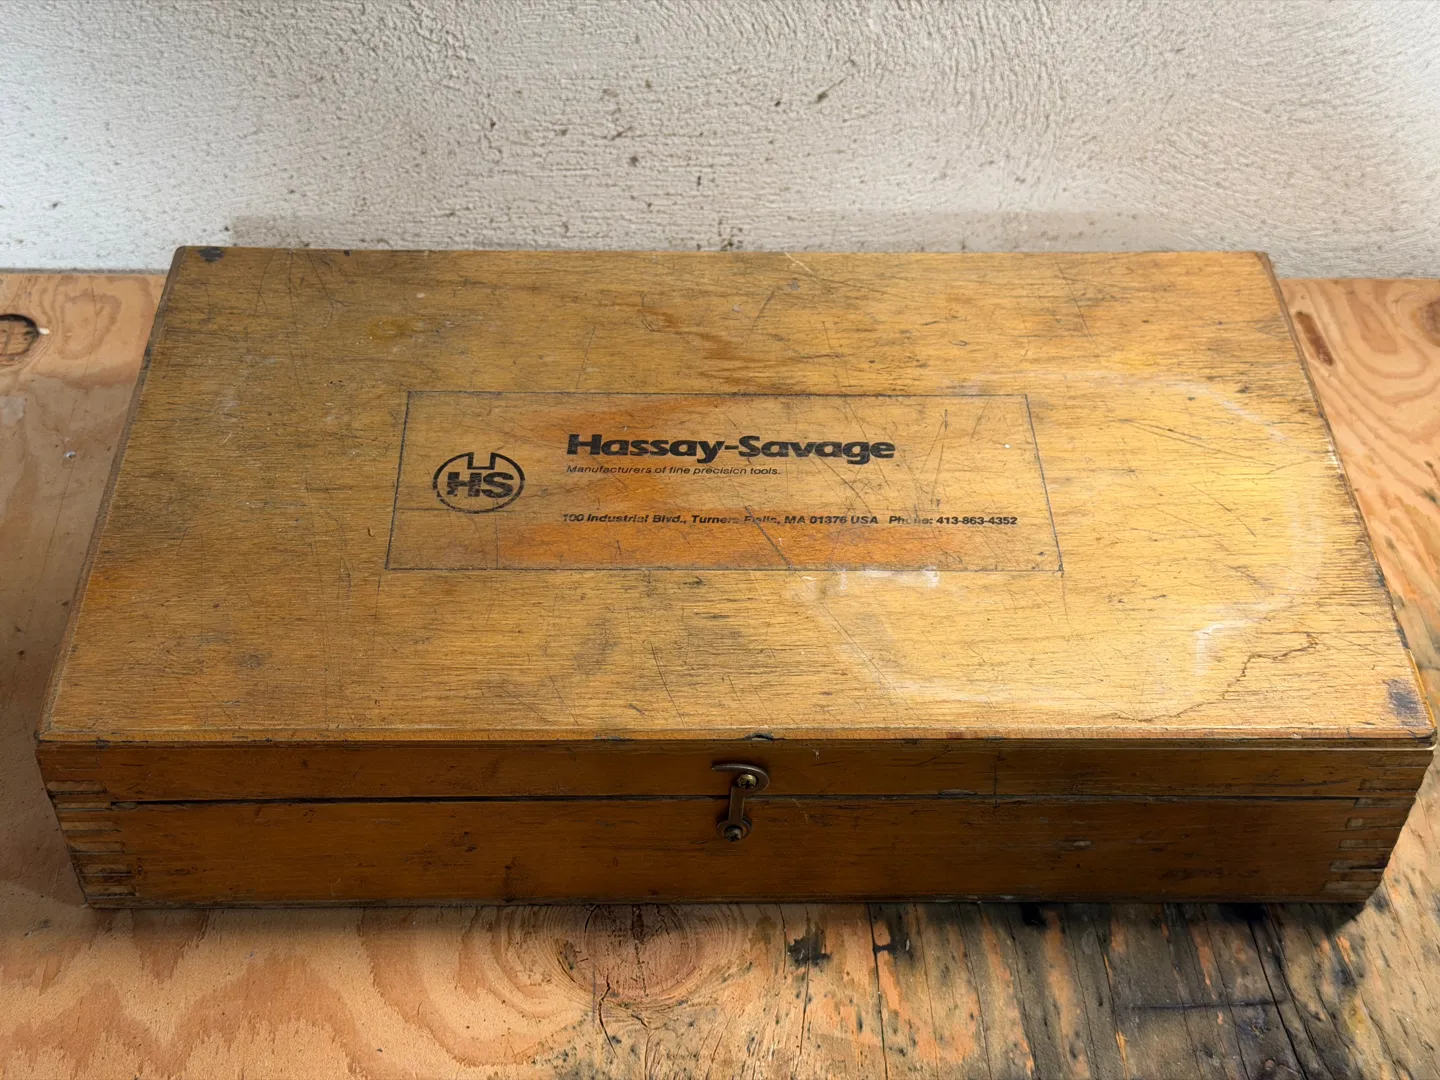 HS
Hassay-Savage
Manufacturers of fine precision tools.
100 Industrial Blvd., Turners Falls, MA 01376 USA Phone: 413-863-4352